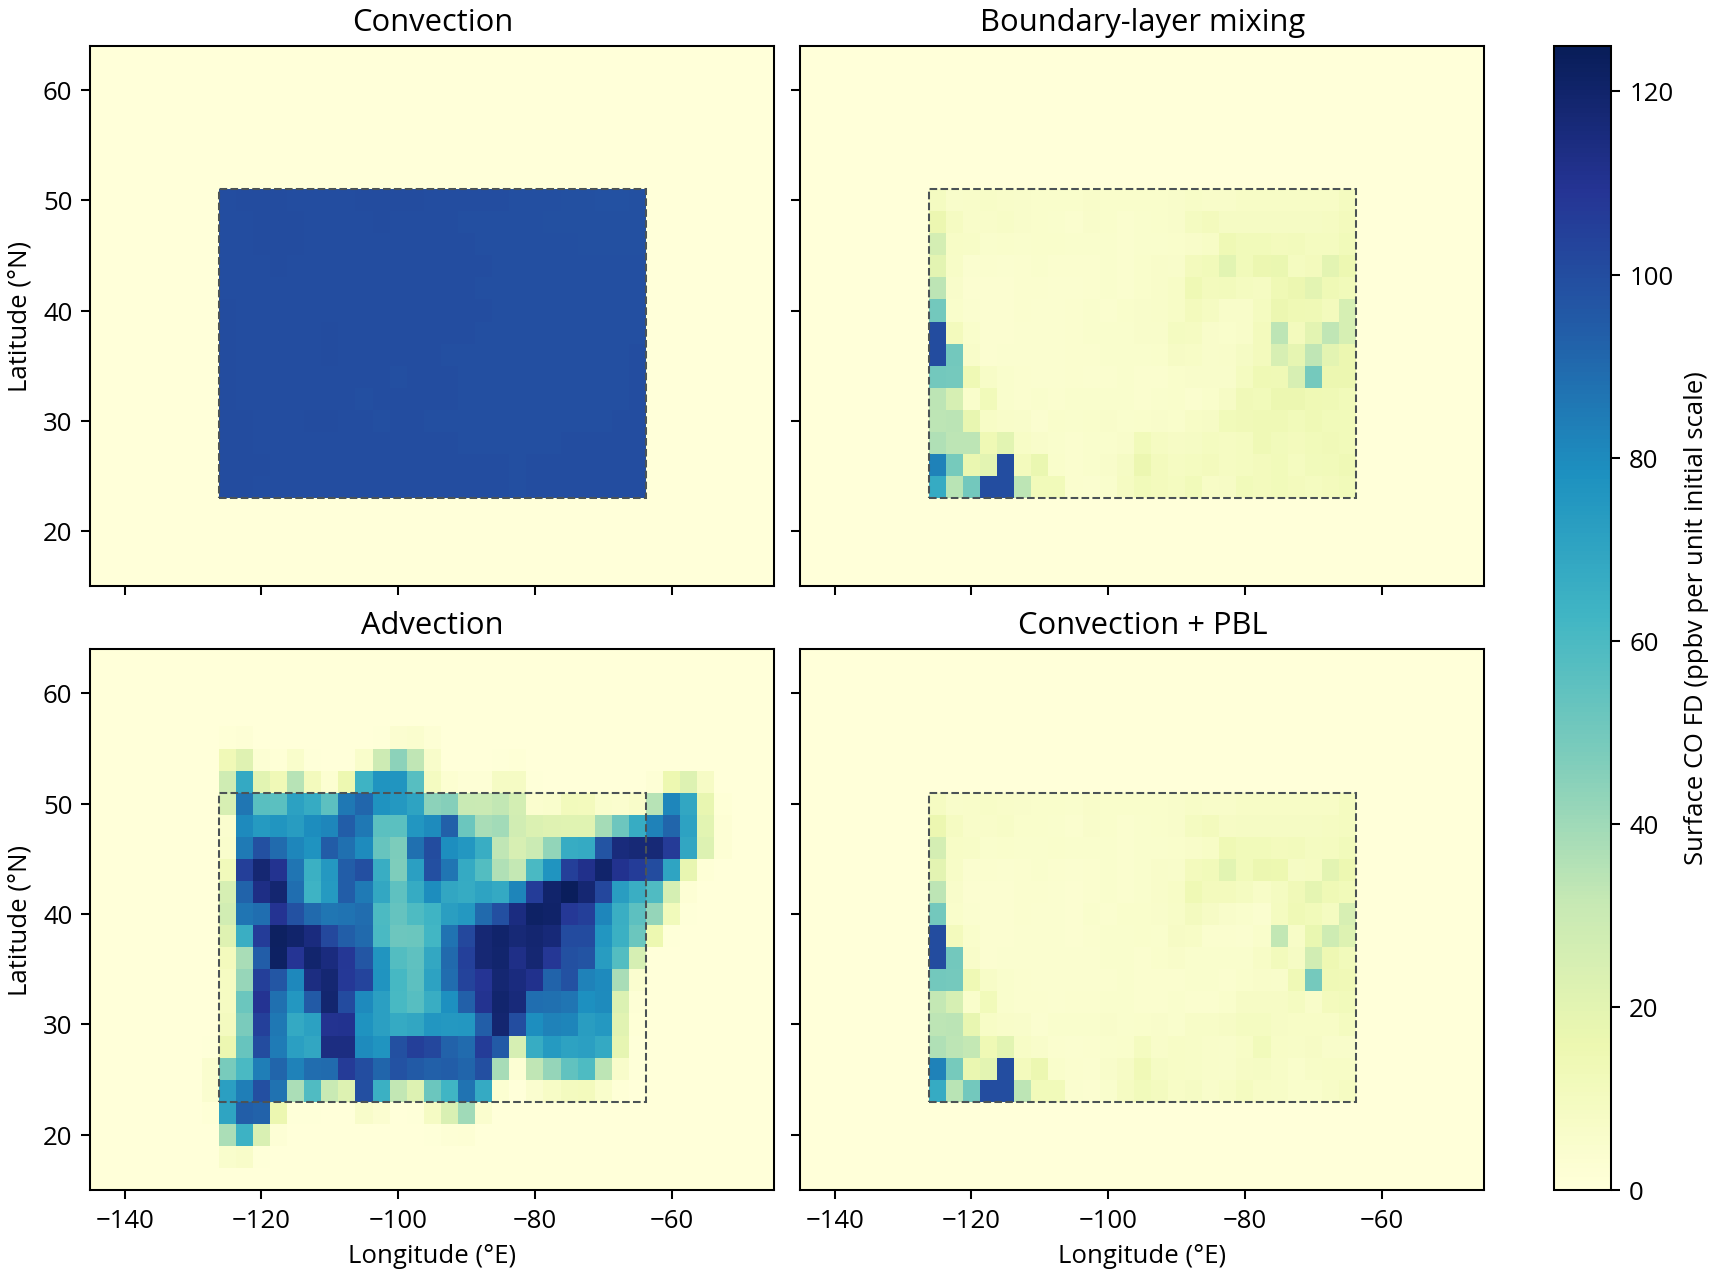 Convection
Boundary-layer mixing
60
50
40
30
20
Latitude (°N)
120
100
80
60
40
20
0
Surface CO FD (ppbv per unit initial scale)
Advection
Convection + PBL
60
50
40
30
20
Latitude (°N)
−140 −120 −100 −80 −60
−140 −120 −100 −80 −60
Longitude (°E)
Longitude (°E)